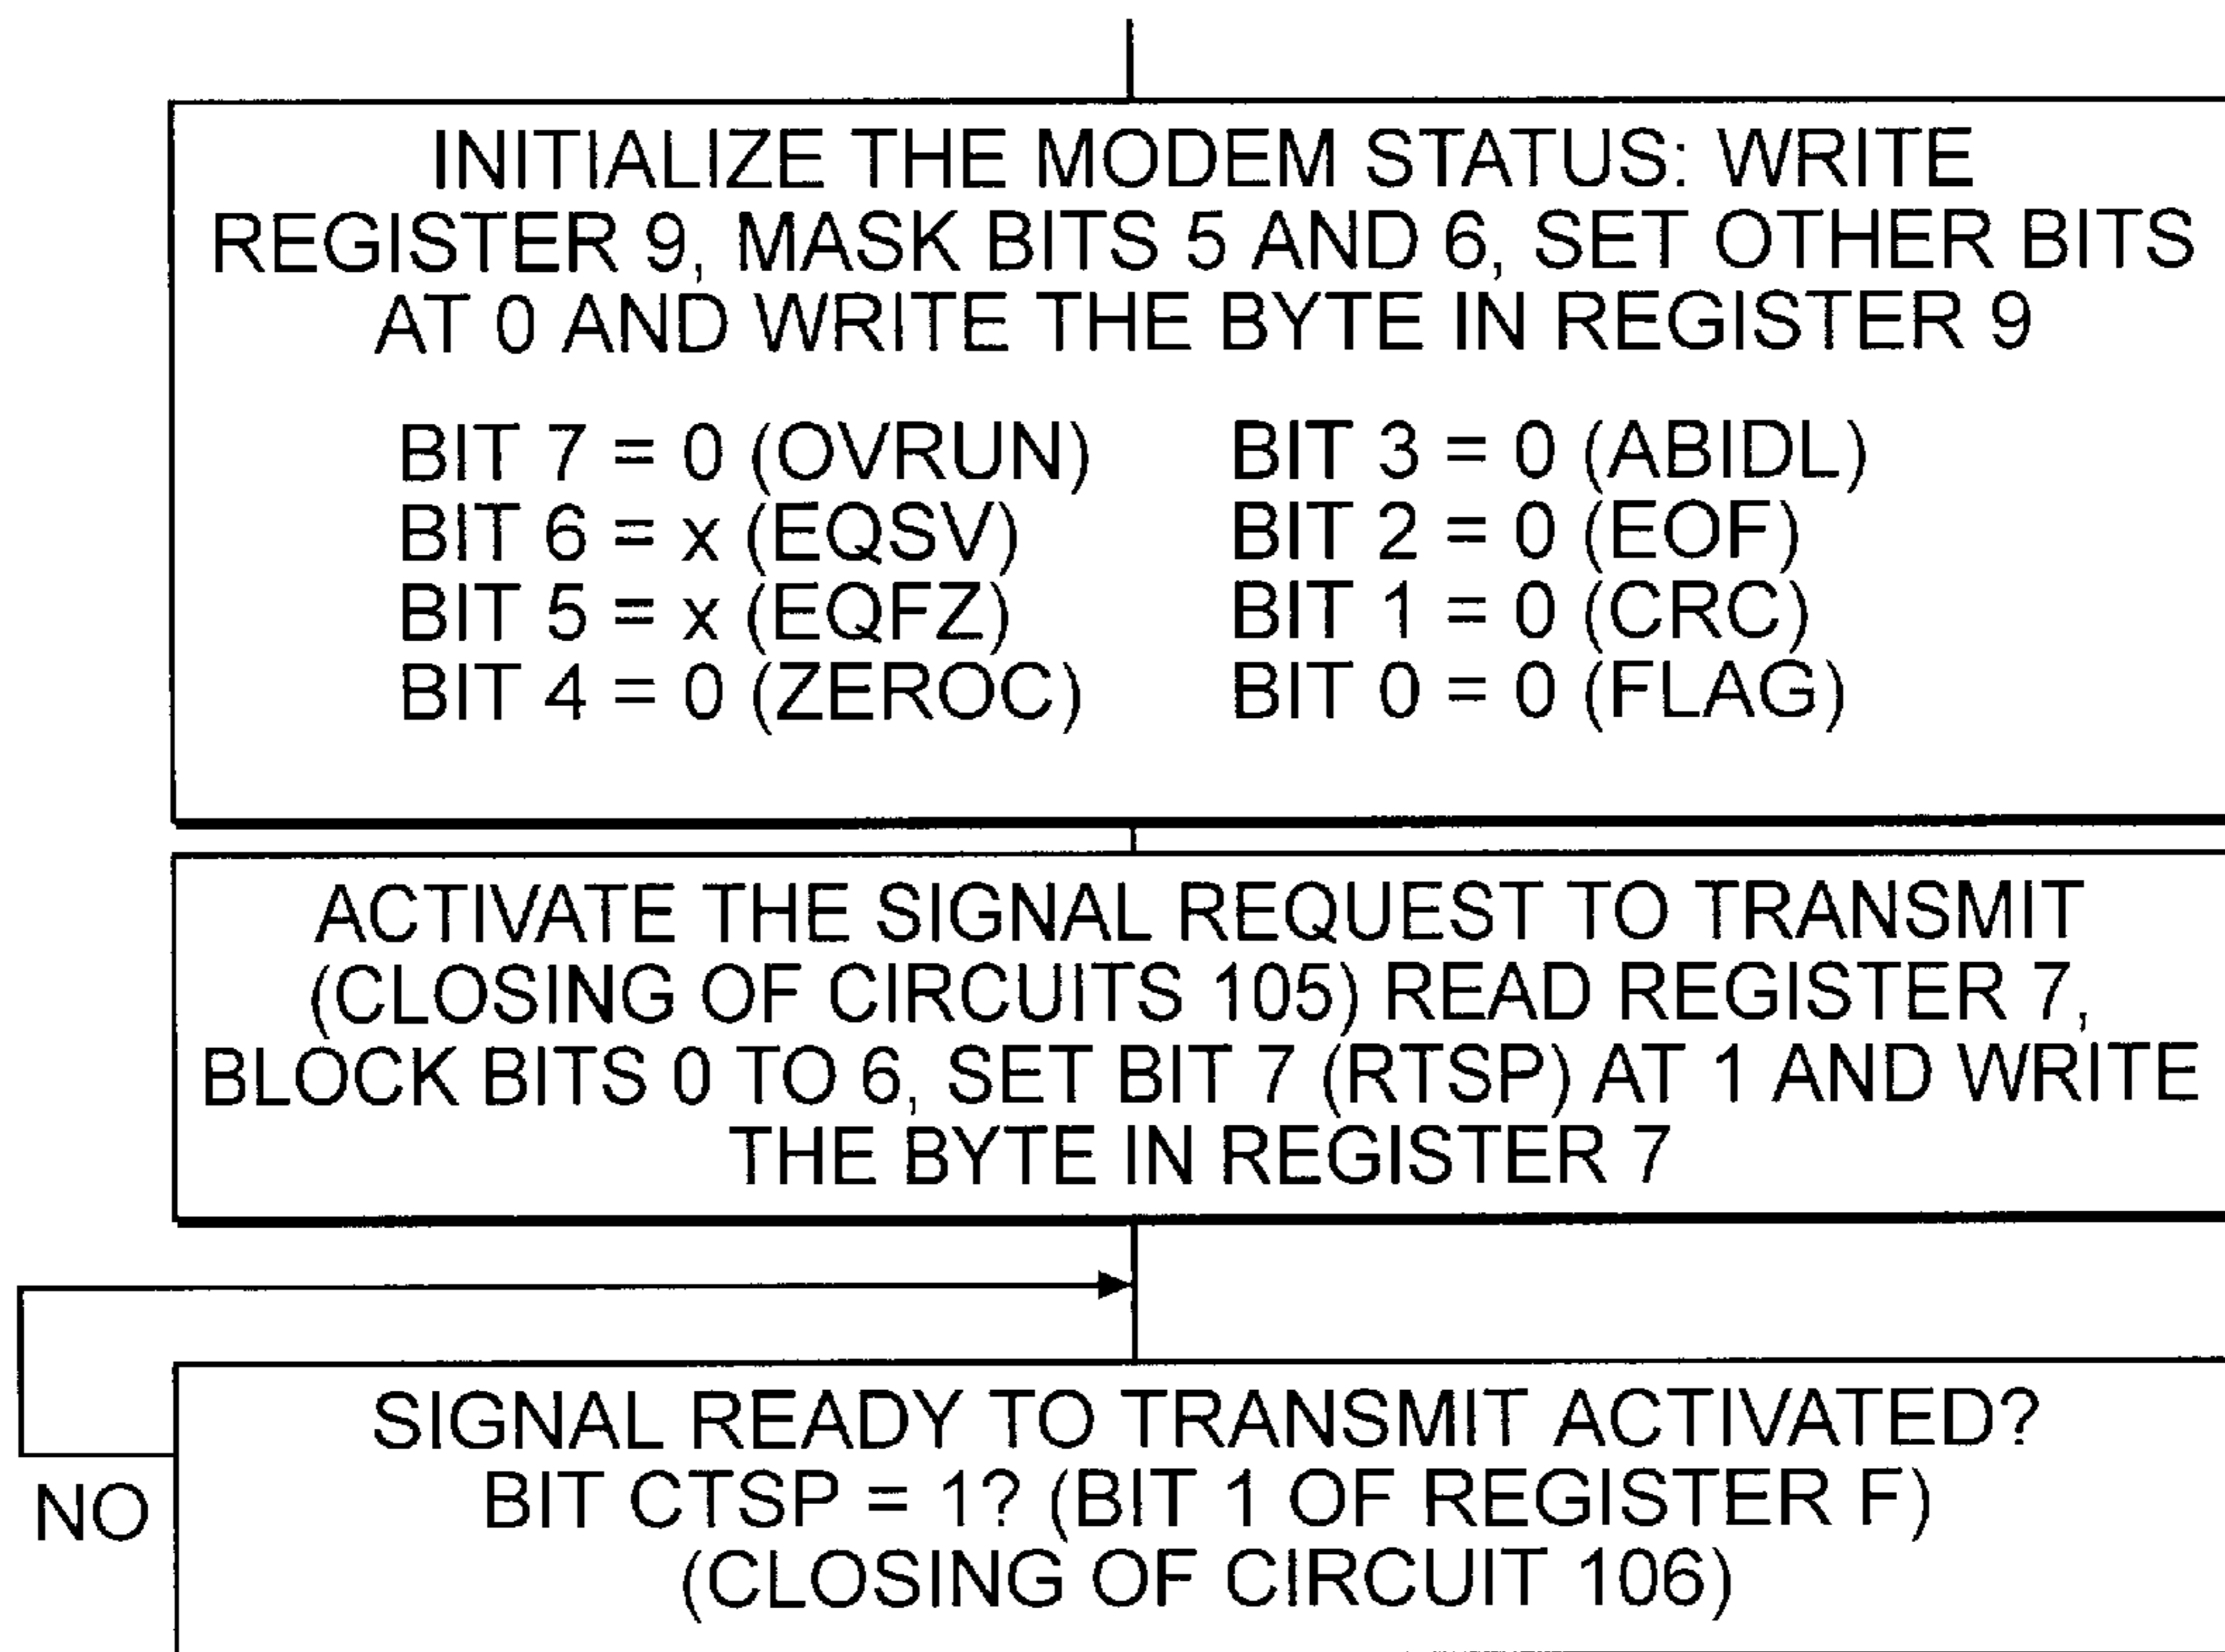 INITIALIZE THE MODEM STATUS: WRITE
REGISTER 9, MASK BITS 5 AND 6, SET OTHER BITS
AT 0 AND WRITE THE BYTE IN REGISTER 9
BIT 7 = 0 (OVRUN) BIT 3 = 0 (ABIDL)
BIT 6 = x (EQSV) BIT 2 = 0 (EOF)
BIT 5 = x (EQFZ) BIT 1 = 0 (CRC)
BIT 4 = 0 (ZEROC) BIT 0 = 0 (FLAG)
ACTIVATE THE SIGNAL REQUEST TO TRANSMIT
(CLOSING OF CIRCUITS 105) READ REGISTER 7,
BLOCK BITS 0 TO 6, SET BIT 7 (RTSP) AT 1 AND WRITE
THE BYTE IN REGISTER 7
SIGNAL READY TO TRANSMIT ACTIVATED?
BIT CTSP = 1? (BIT 1 OF REGISTER F)
(CLOSING OF CIRCUIT 106)
NO